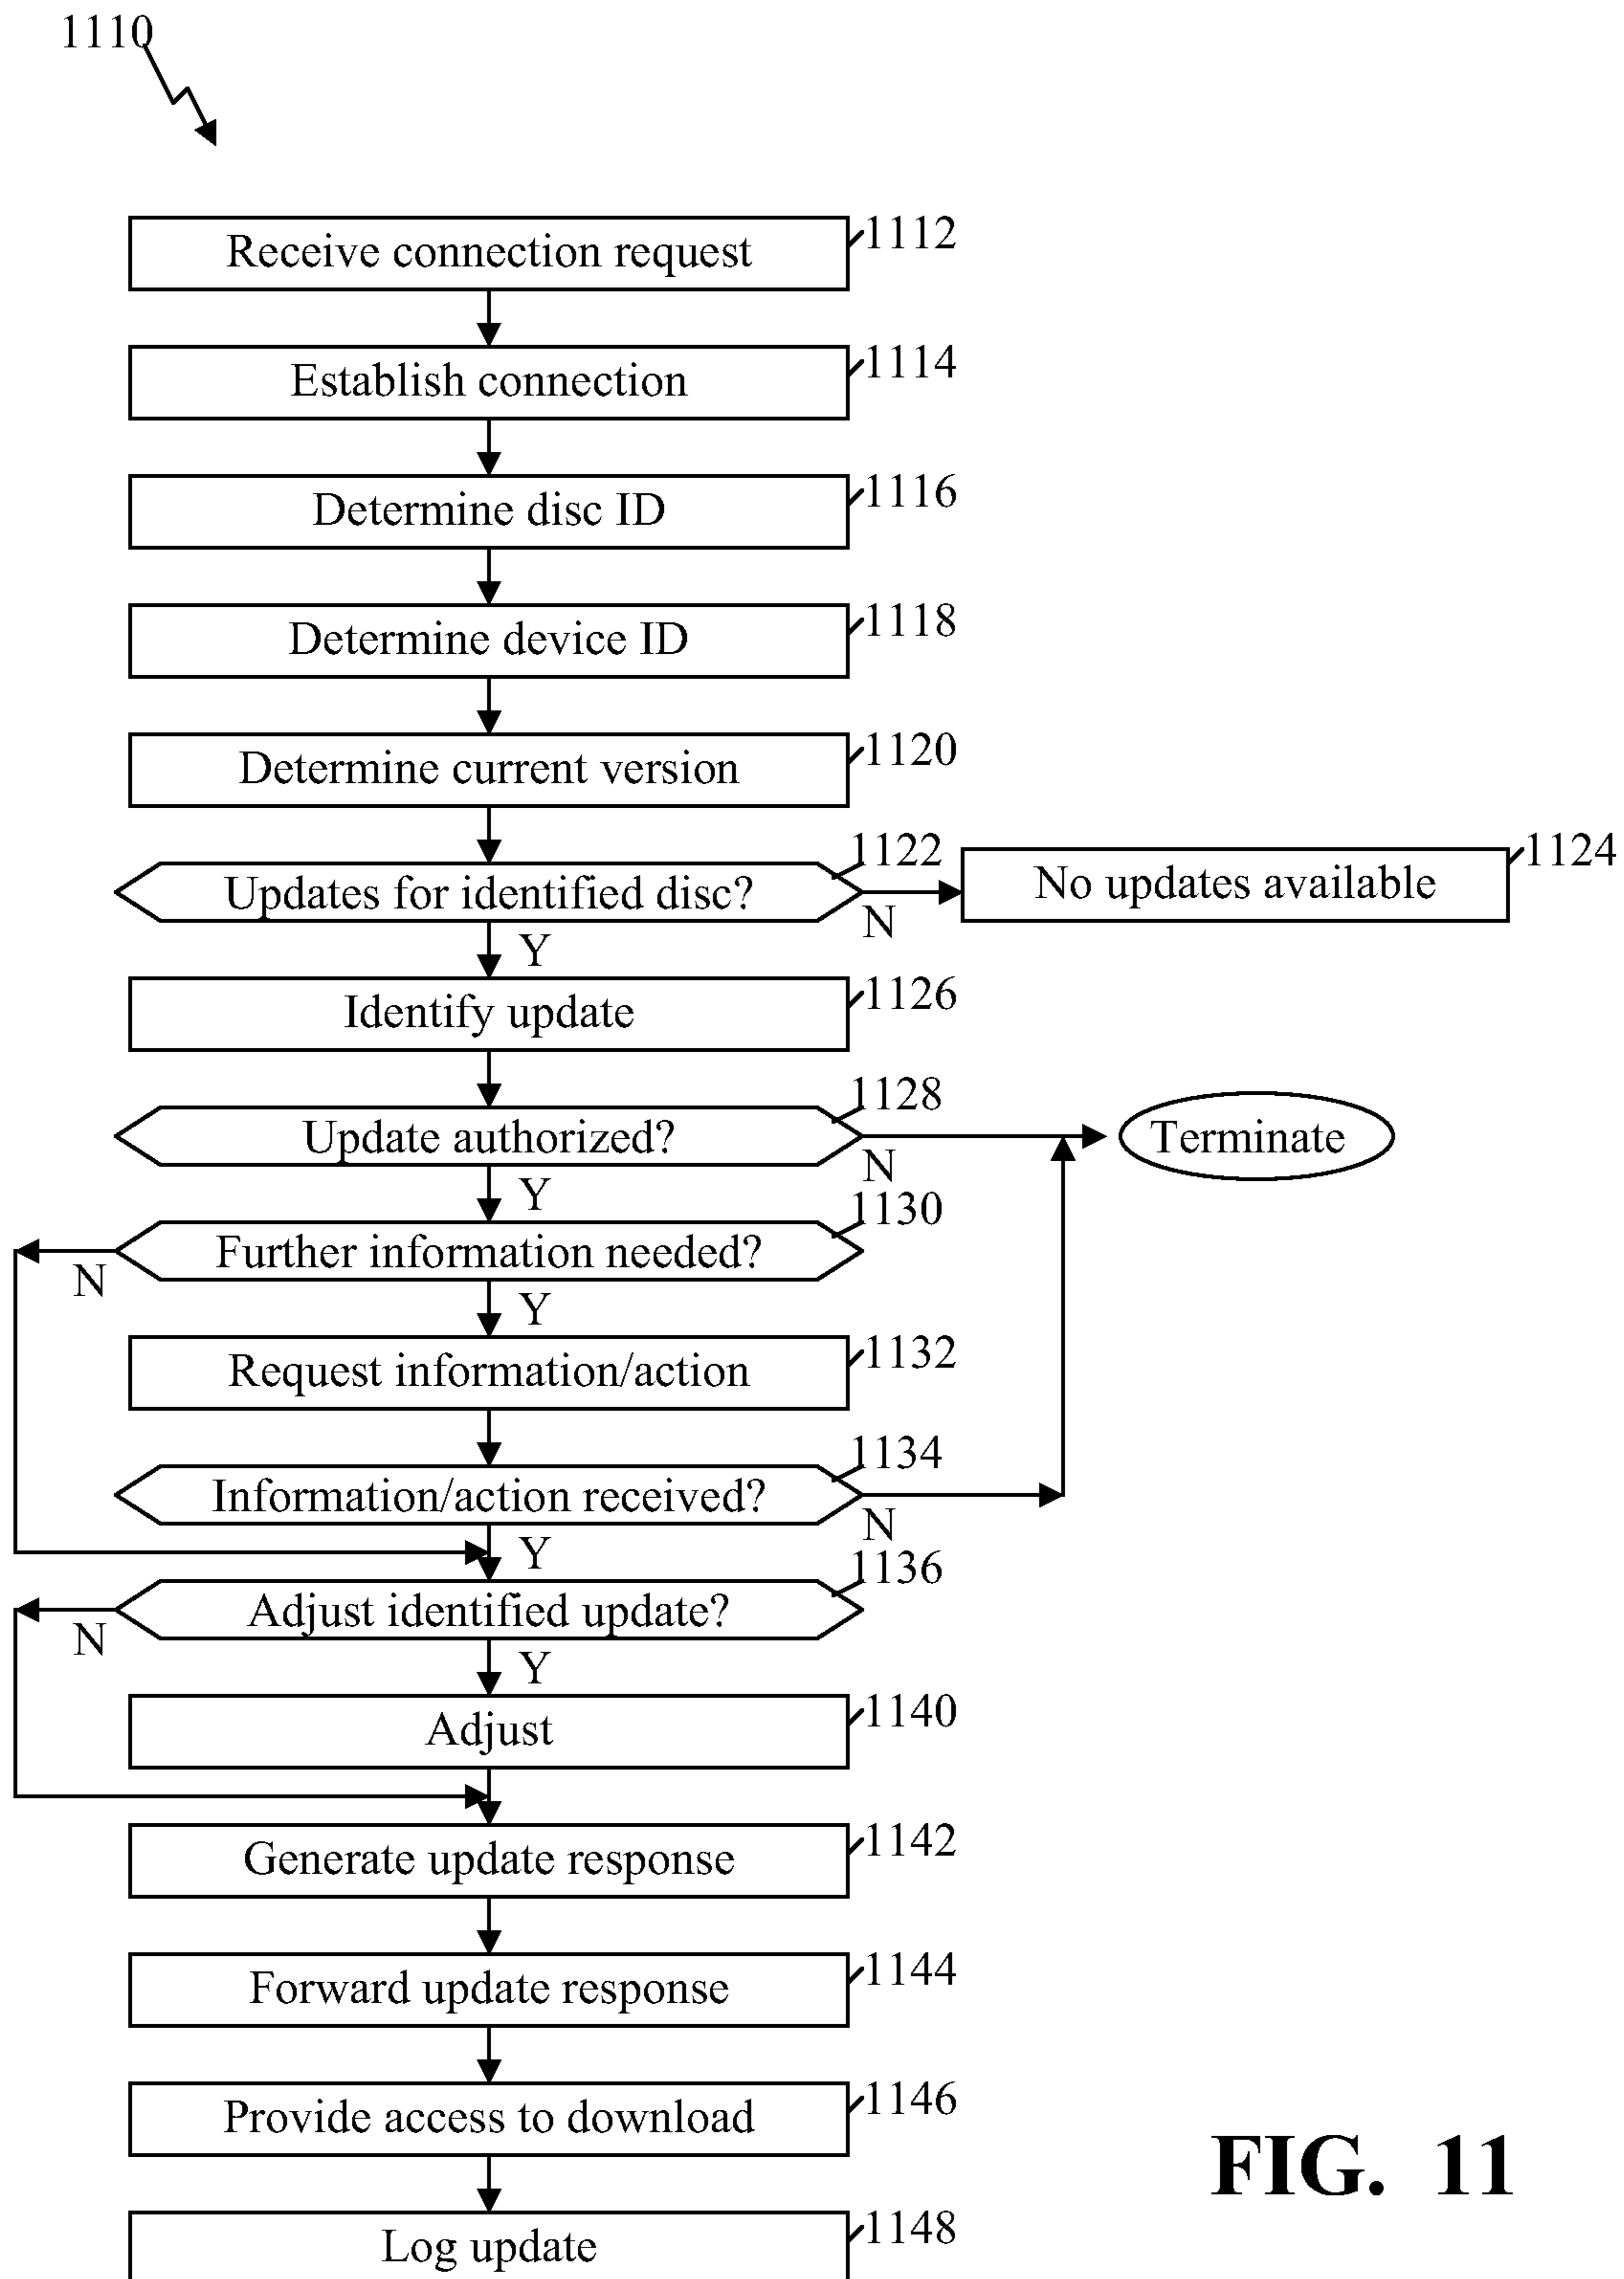 1110
Receive connection request
1112
Establish connection
1114
Determine disc ID
1116
Determine device ID
1118
Determine current version
1120
Updates for identified disc?
1122
N
No updates available
1124
Y
Identify update
1126
Update authorized?
1128
N
Terminate
Y
Further information needed?
1130
N
Y
Request information/action
1132
Information/action received?
1134
N
Y
Adjust identified update?
1136
N
Y
Adjust
1140
Generate update response
1142
Forward update response
1144
Provide access to download
1146
Log update
1148
FIG. 11